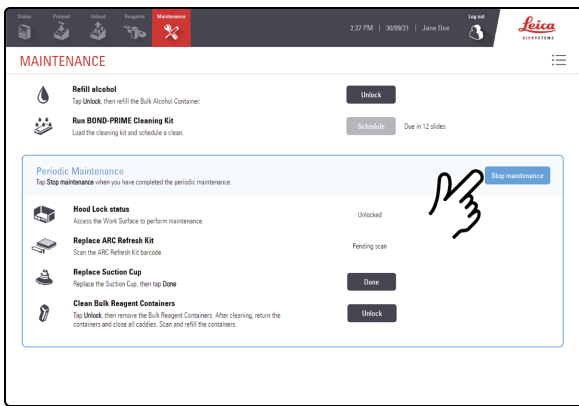 Status Preload Unload Reagents Maintenance 2:27 PM | 30/09/21 | Jane Doe Log out Leica
BIOSYSTEMS
MAINTENANCE
Refill alcohol
Tap Unlock, then refill the Bulk Alcohol Container.
Unlock
Run BOND-PRIME Cleaning Kit
Load the cleaning kit and schedule a clean.
Schedule Due in 12 slides
Periodic Maintenance
Tap Stop maintenance when you have completed the periodic maintenance.
Stop maintenance
Hood Lock status
Access the Work Surface to perform maintenance.
Unlocked
Replace ARC Refresh Kit
Scan the ARC Refresh Kit barcode.
Pending scan
Replace Suction Cup
Replace the Suction Cup, then tap Done
Done
Clean Bulk Reagent Containers
Tap Unlock, then remove the Bulk Reagent Containers. After cleaning, return the
containers and close all caddies. Scan and refill the containers.
Unlock